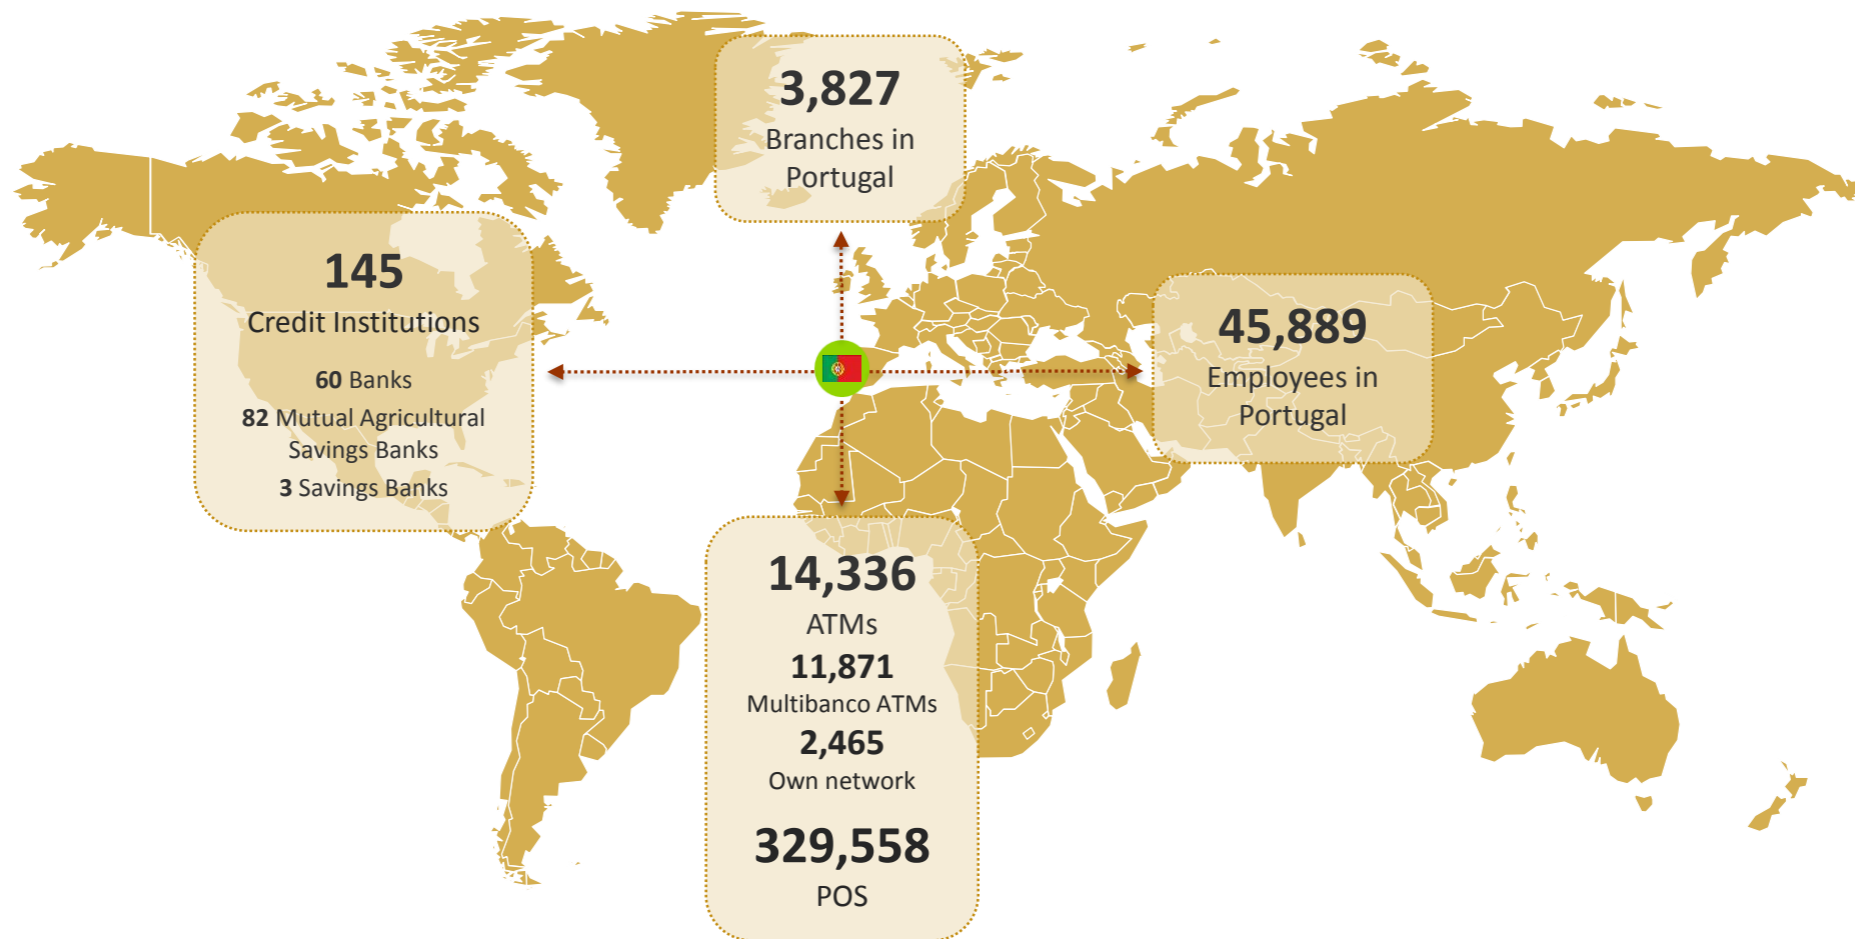 3,827
Branches in
Portugal
145
Credit Institutions
60 Banks
82 Mutual Agricultural
Savings Banks
3 Savings Banks
45,889
Employees in
Portugal
14,336
ATMs
11,871
Multibanco ATMs
2,465
Own network
329,558
POS